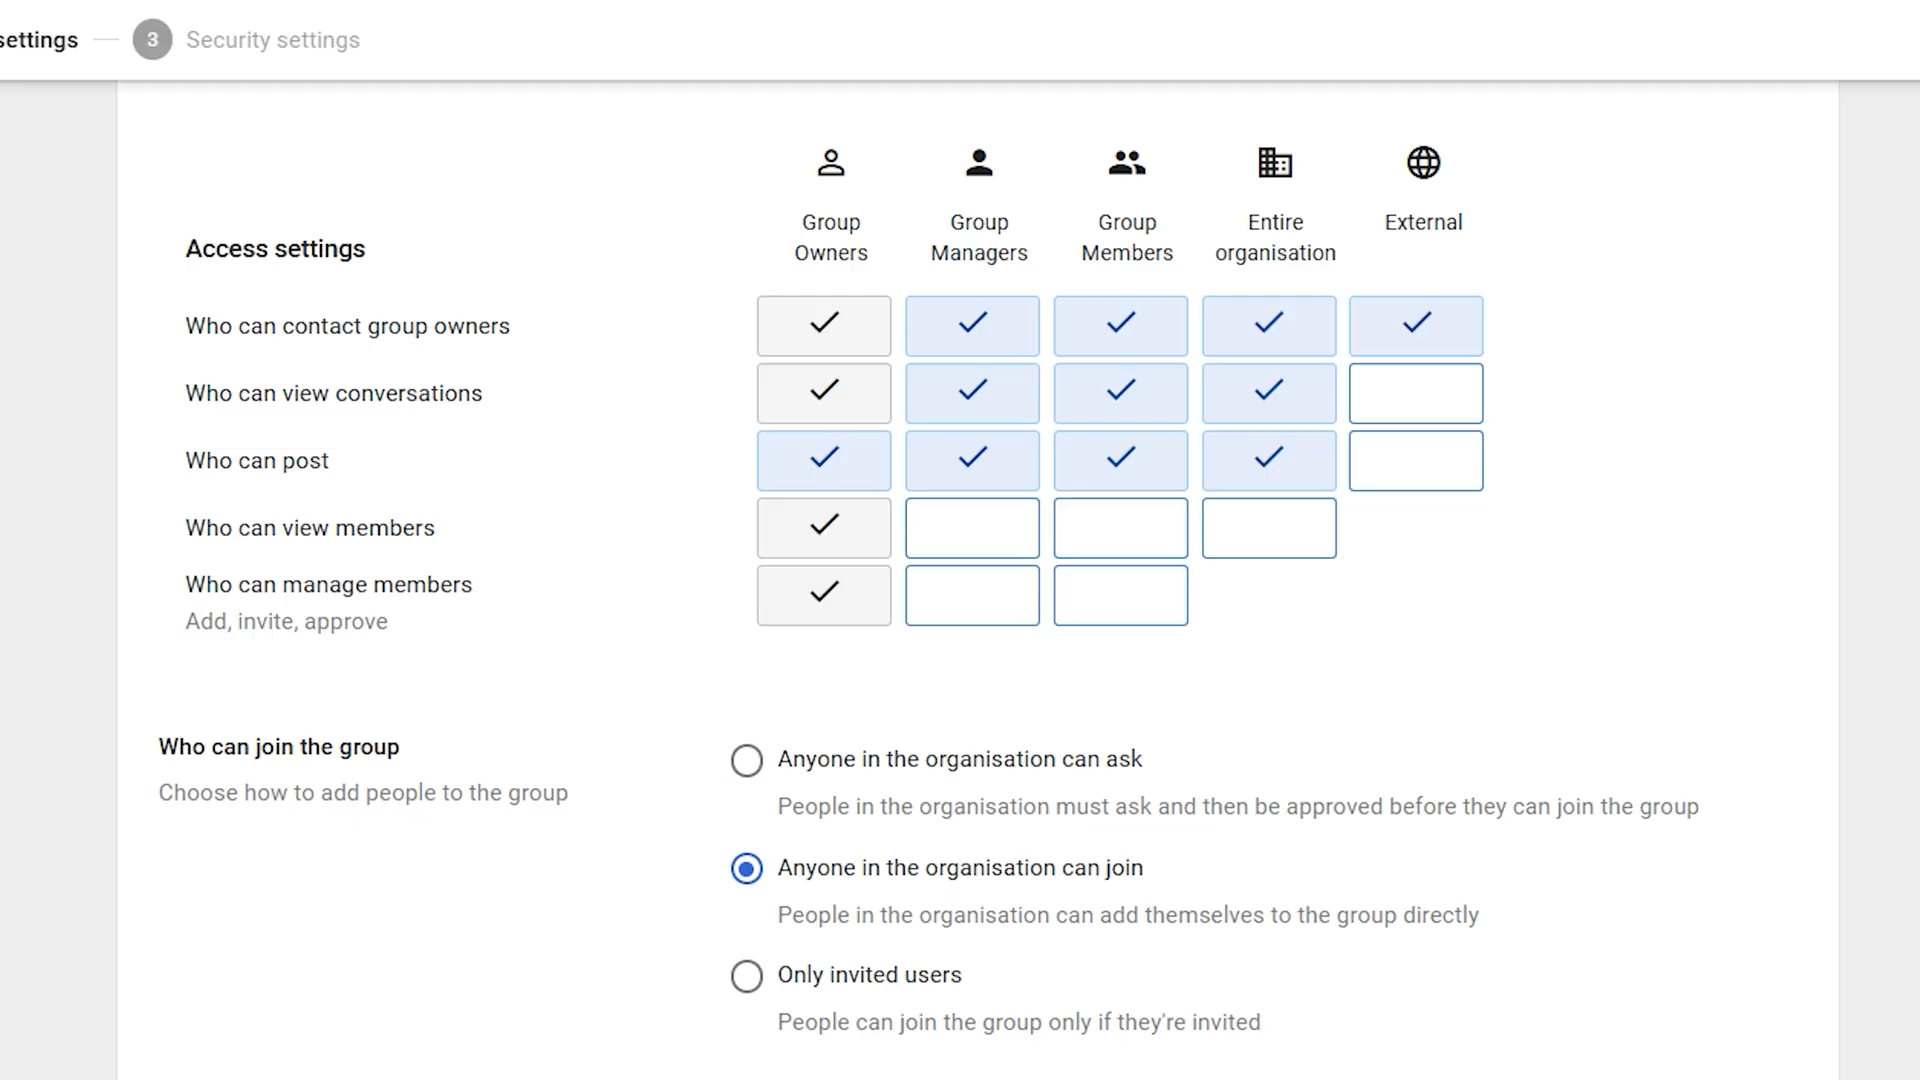 settings
3 Security settings
Access settings
Group Owners
Group Managers
Group Members
Entire organisation
External
Who can contact group owners
Who can view conversations
Who can post
Who can view members
Who can manage members
Add, invite, approve
Who can join the group
Choose how to add people to the group
Anyone in the organisation can ask
People in the organisation must ask and then be approved before they can join the group
Anyone in the organisation can join
People in the organisation can add themselves to the group directly
Only invited users
People can join the group only if they're invited